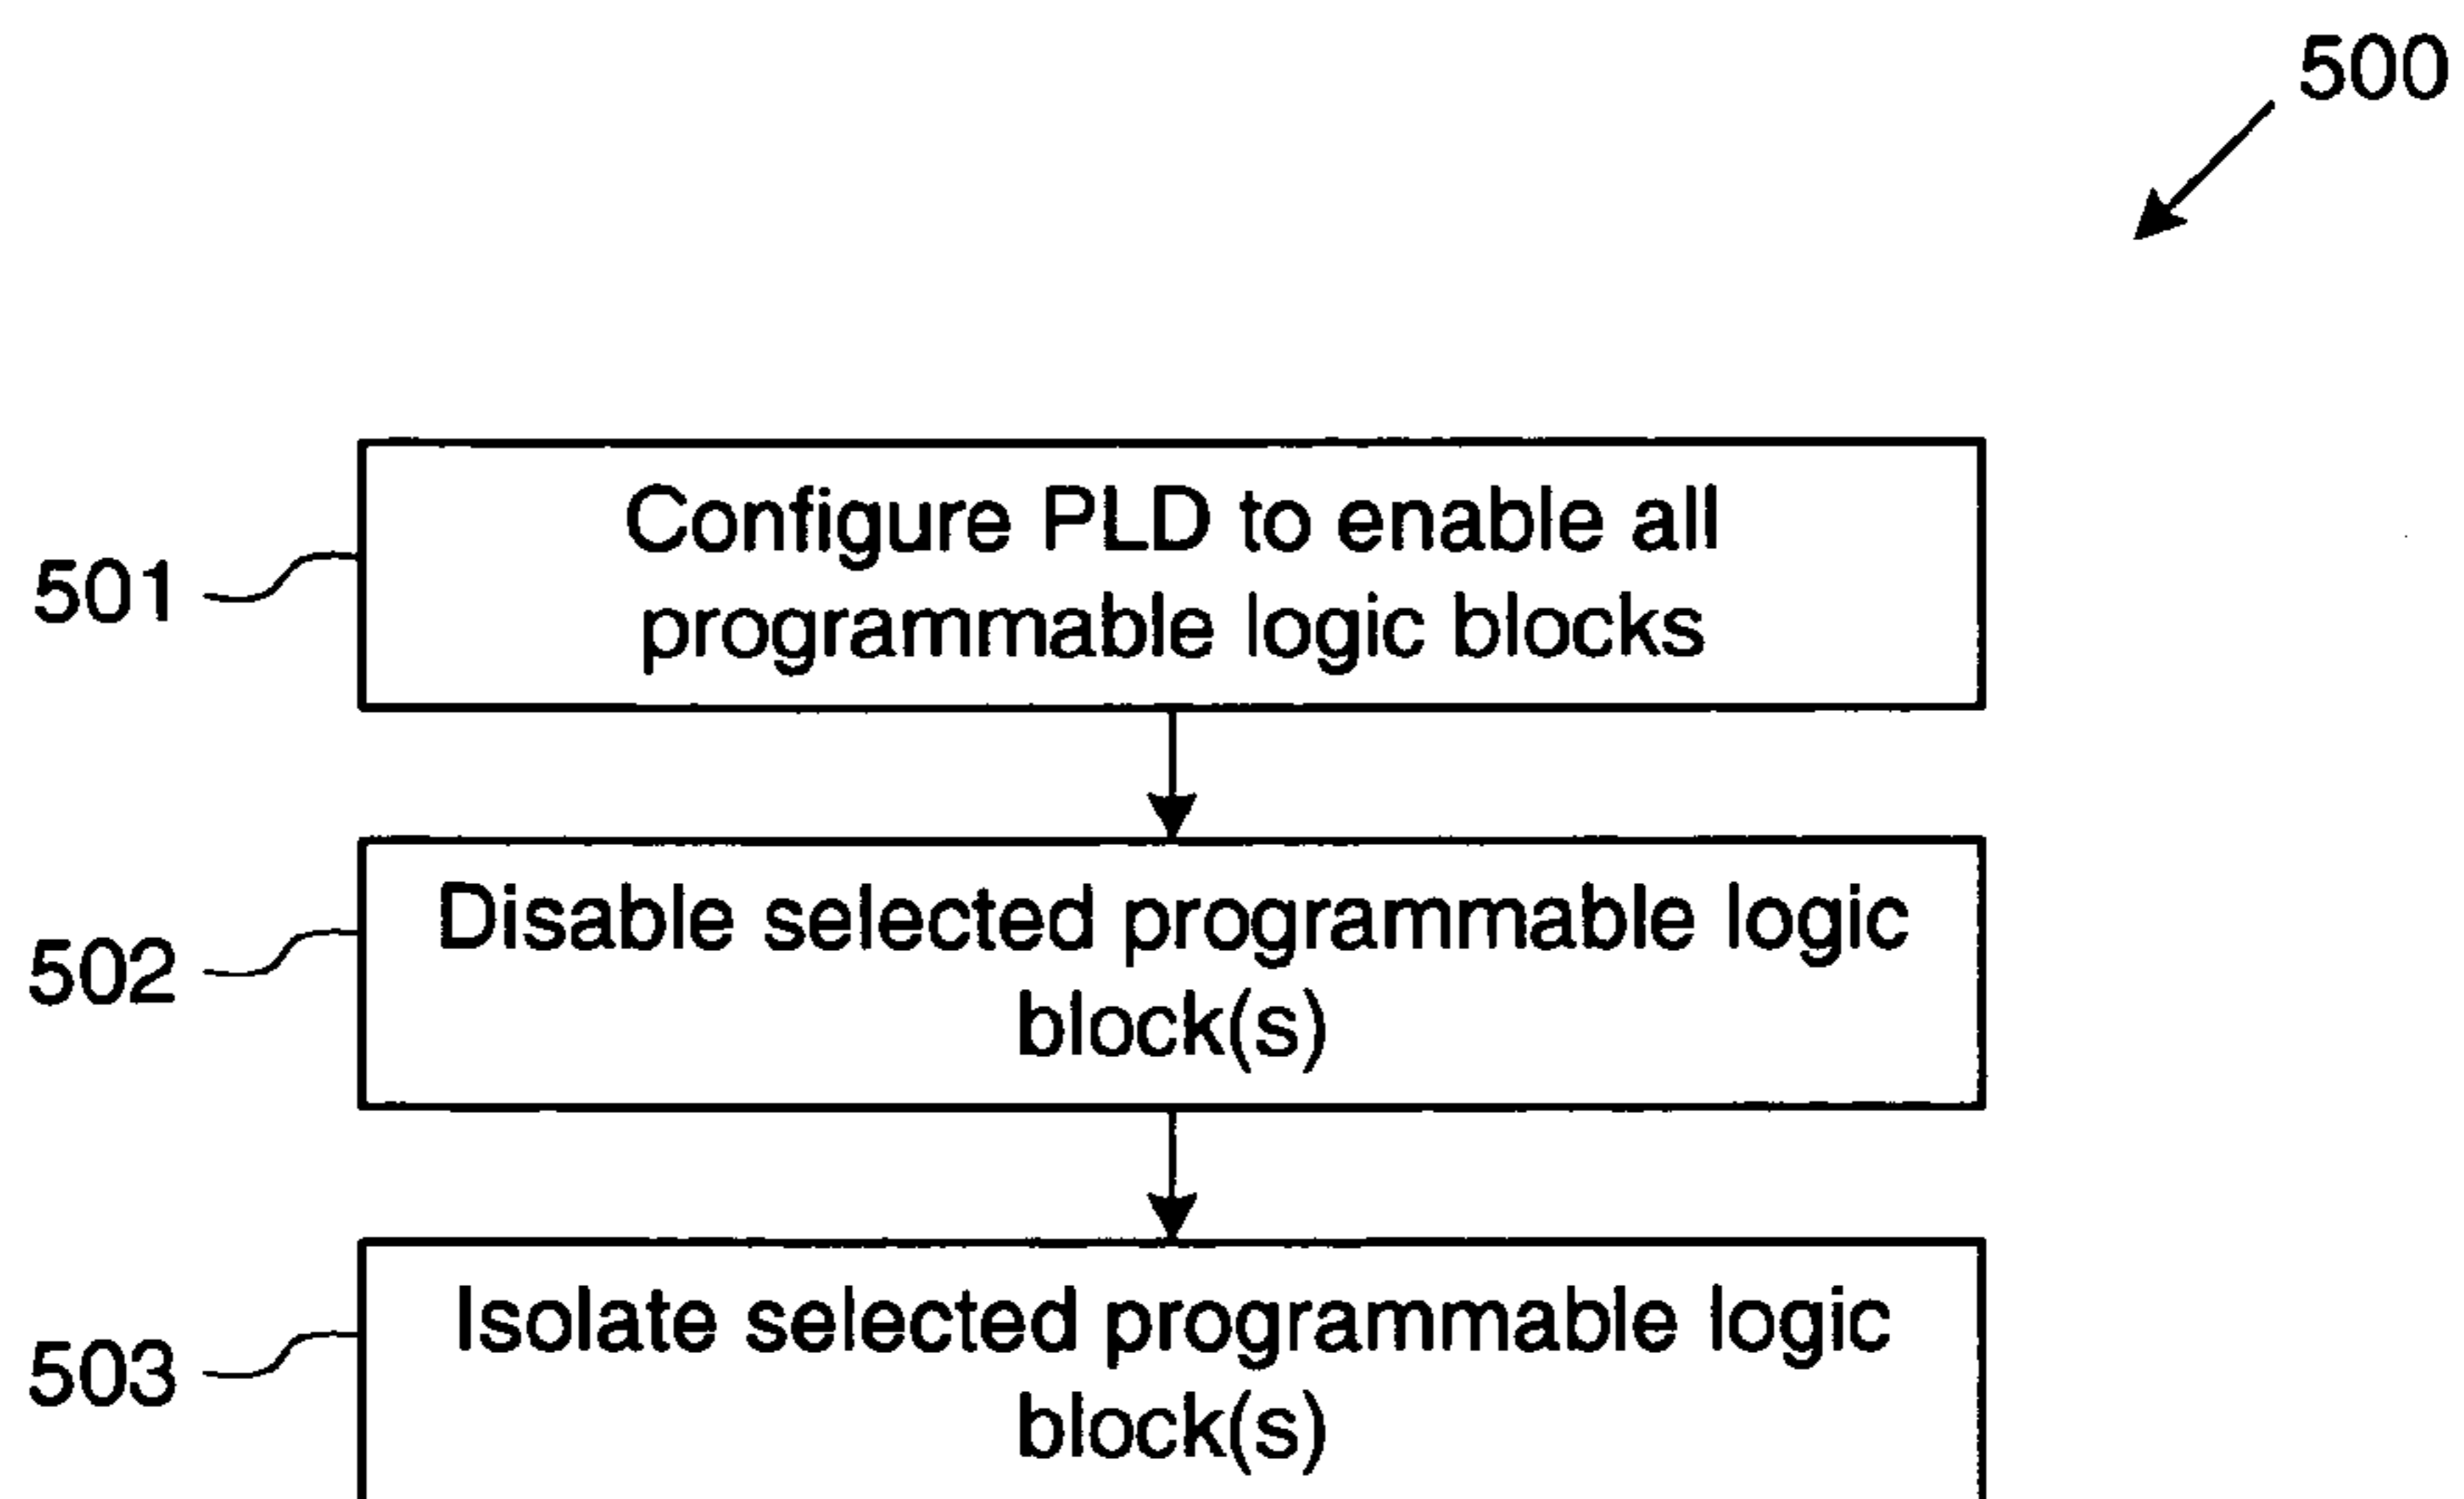 500
501
Configure PLD to enable all
programmable logic blocks
502
Disable selected programmable logic
block(s)
503
Isolate selected programmable logic
block(s)